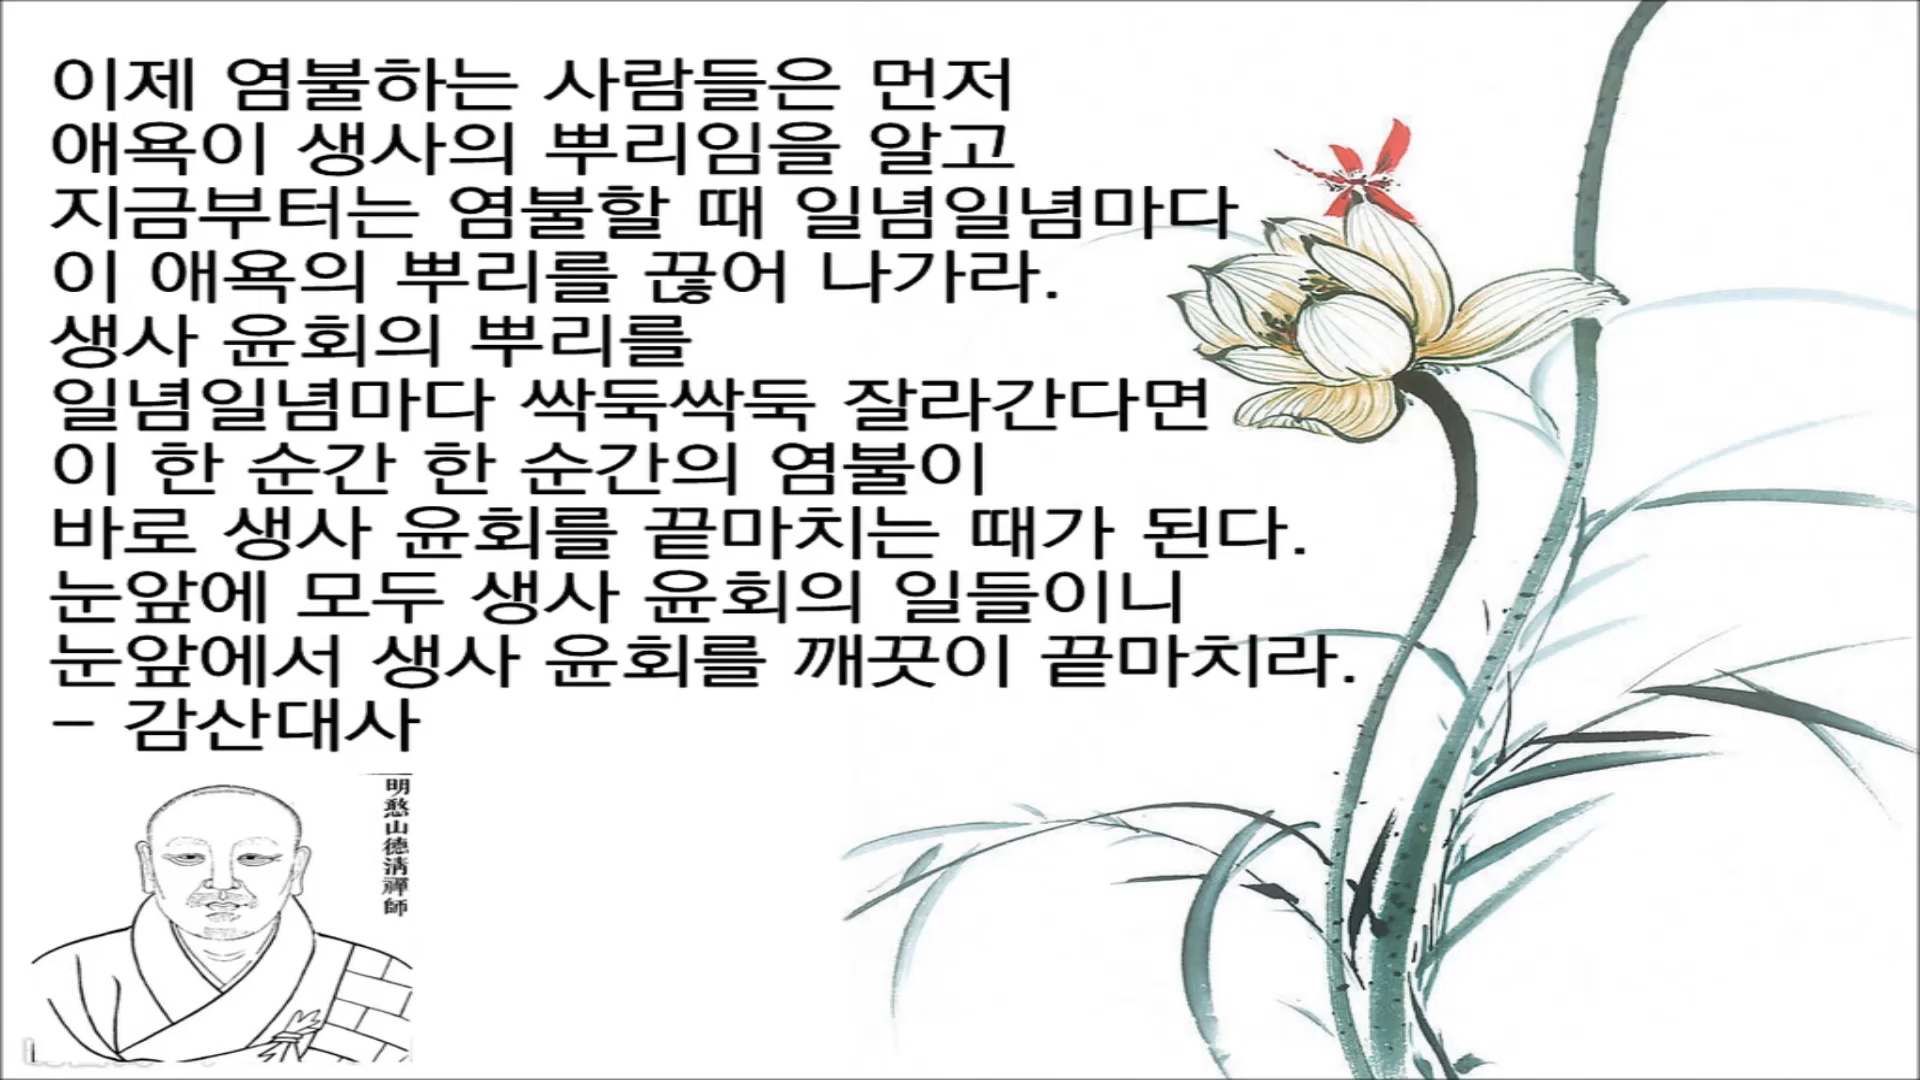 이제 염불하는 사람들은 먼저
애욕이 생사의 뿌리임을 알고
지금부터는 염불할 때 일념일념마다
이 애욕의 뿌리를 끊어 나가라.
생사 윤회의 뿌리를
일념일념마다 싹둑싹둑 잘라간다면
이 한 순간 한 순간의 염불이
바로 생사 윤회를 끝마치는 때가 된다.
눈앞에 모두 생사 윤회의 일들이니
눈앞에서 생사 윤회를 깨끗이 끝마치라.
- 감산대사
明憨山德淸禪師